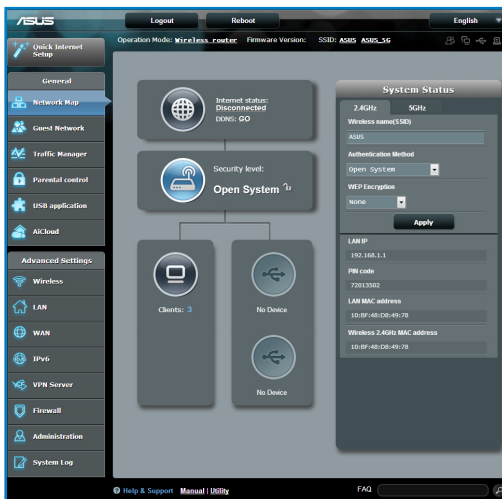 ASUS
Logout
Reboot
English
Quick Internet
Setup
Operation Mode: Wireless router Firmware Version: SSID: ASUS ASUS_5G
General
Network Map
Guest Network
Traffic Manager
Parental control
USB application
AiCloud
Advanced Settings
Wireless
LAN
WAN
IPv6
VPN Server
Firewall
Administration
System Log
Internet status:
Disconnected
DDNS: GO
Security level:
Open System
Clients: 3
No Device
No Device
System Status
2.4GHz
5GHz
Wireless name(SSID)
ASUS
Authentication Method
Open System
WEP Encryption
None
Apply
LAN IP
192.168.1.1
PIN code
72013502
LAN MAC address
10:BF:48:D8:49:78
Wireless 2.4GHz MAC address
10:BF:48:D8:49:78
Help & Support Manual | Utility
FAQ